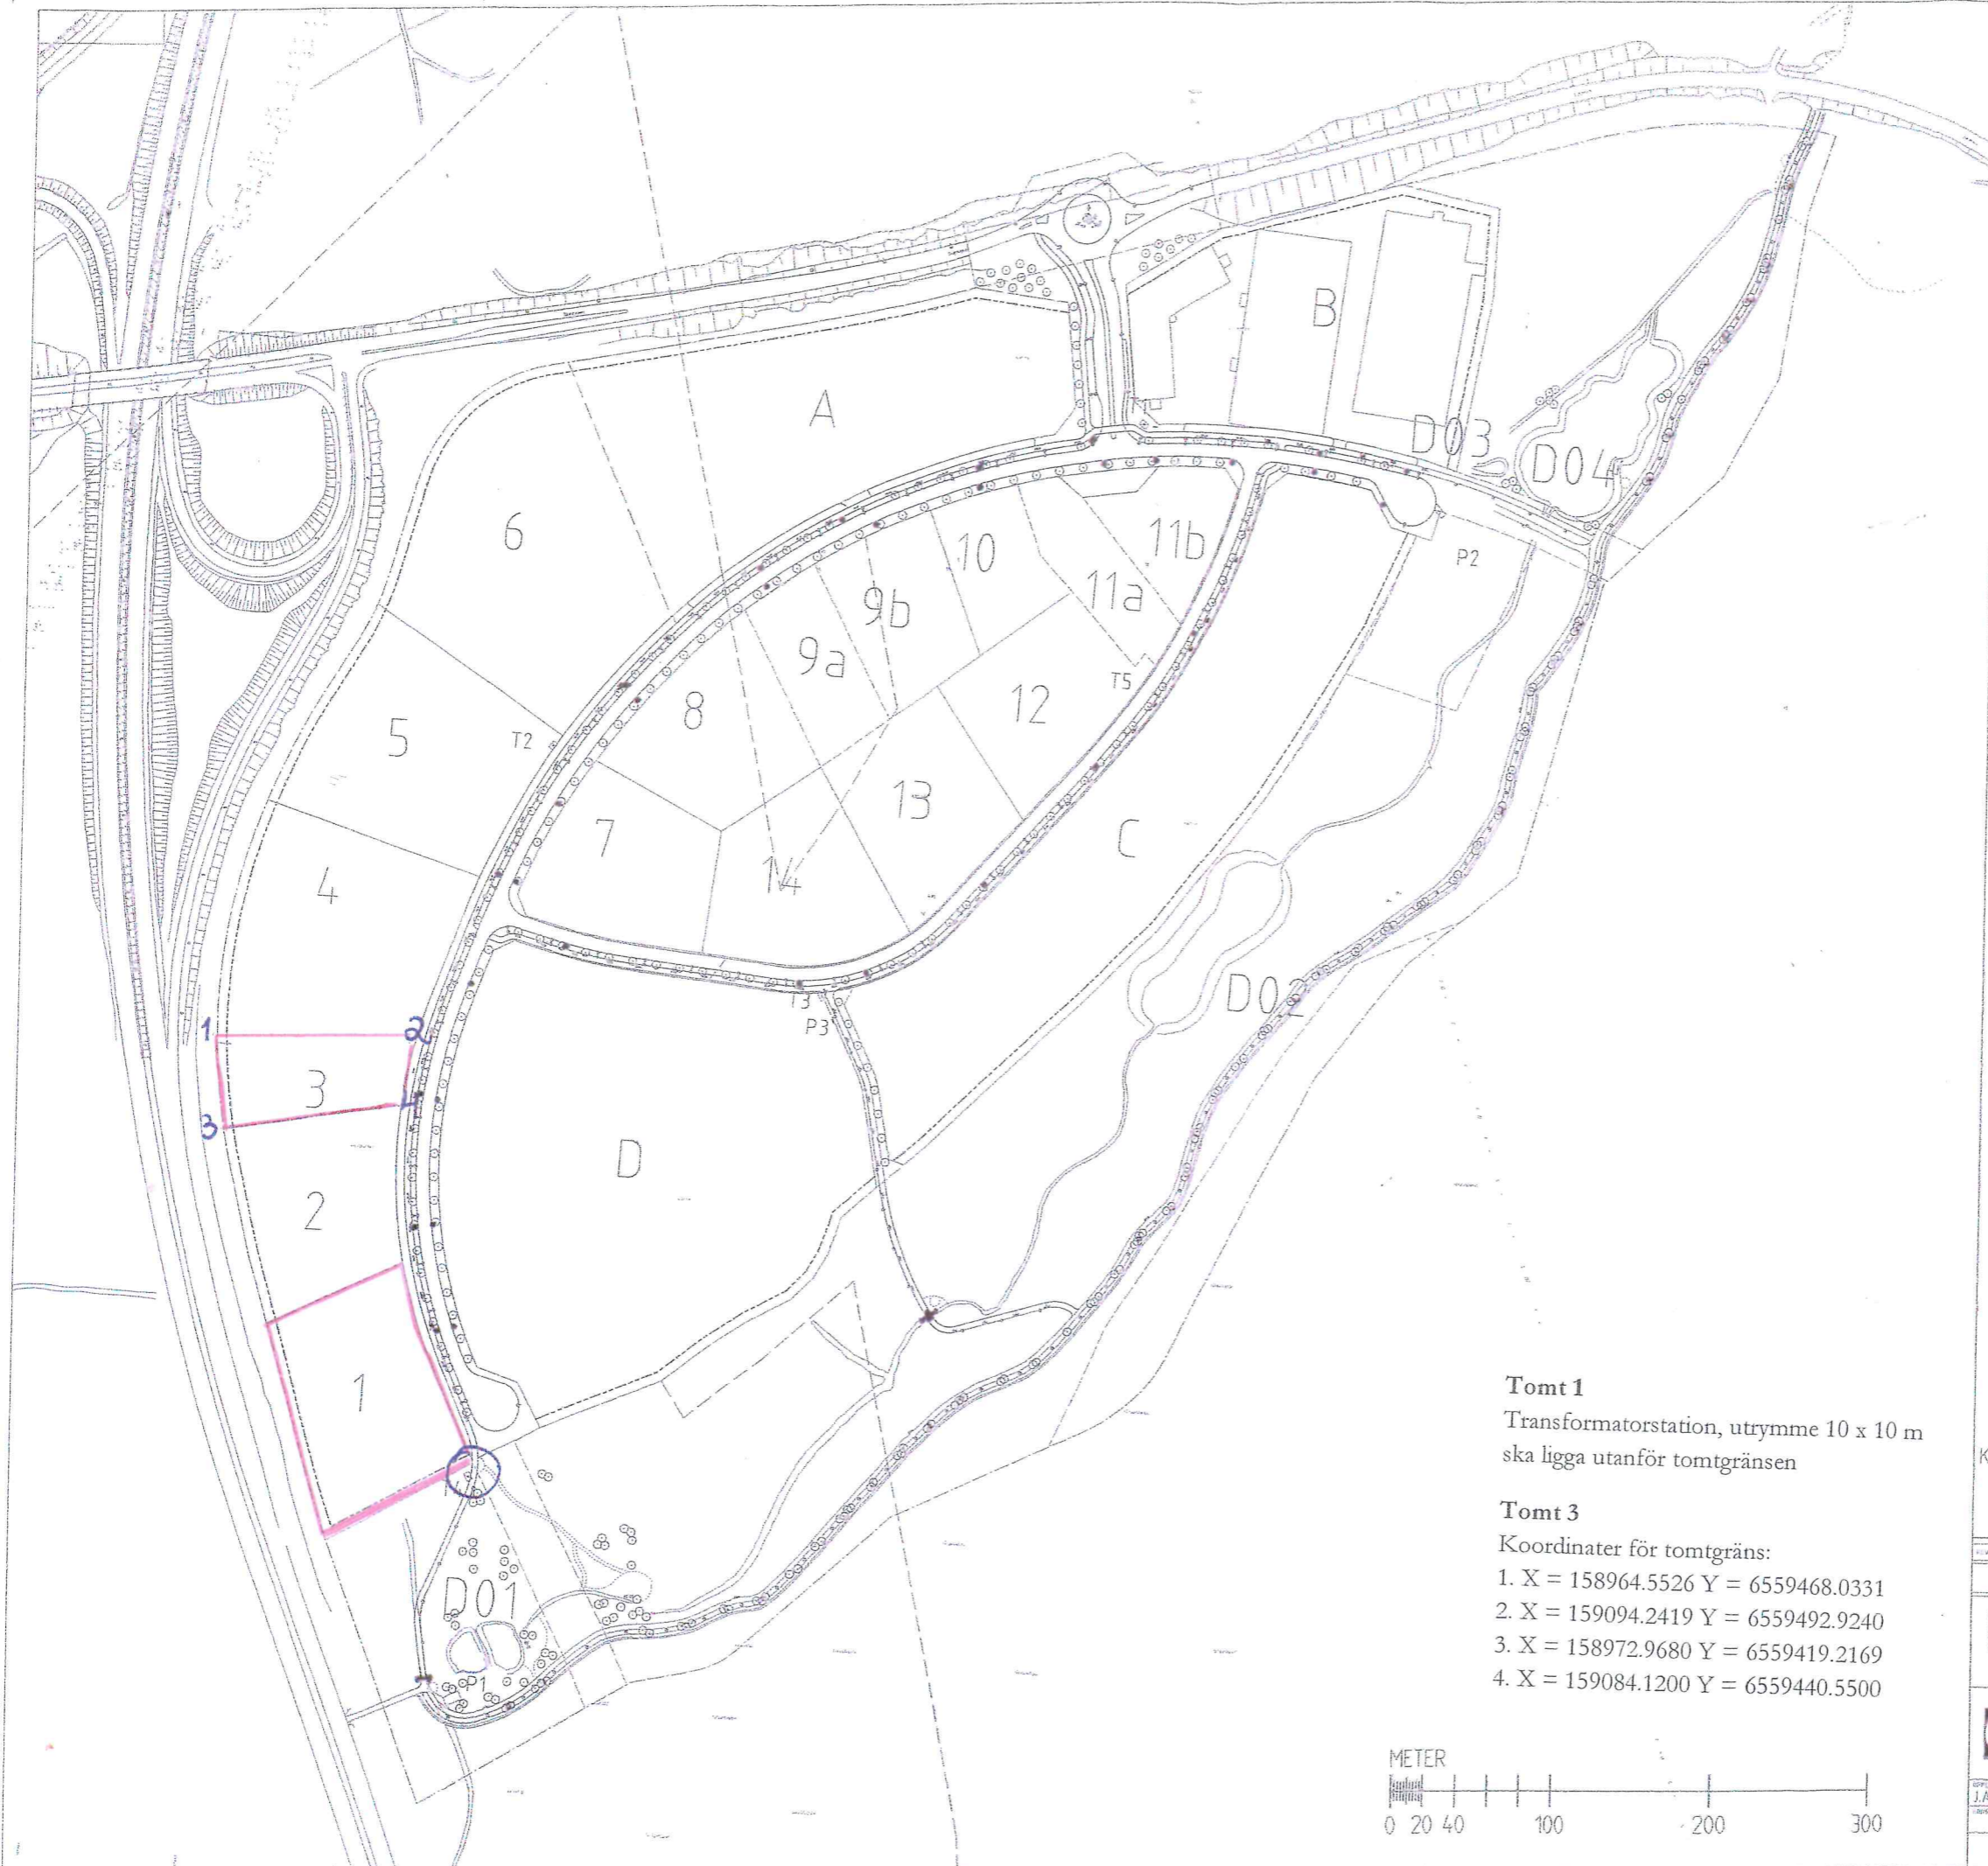 A
B
D03
D04
6
10
11b
9b
11a
P2
9a
T5
8
12
5
T2
13
7
C
4
14
D02
1
2
T3
P3
3
4
3
D
2
1
D01
P1
Tomt 1
Transformatorstation, utrymme 10 x 10 m
ska ligga utanför tomtgränsen
Tomt 3
Koordinater för tomtgräns:
1. X = 158964.5526 Y = 6559468.0331
2. X = 159094.2419 Y = 6559492.9240
3. X = 158972.9680 Y = 6559419.2169
4. X = 159084.1200 Y = 6559440.5500
METER
0 20 40 100 200 300
K
J.A